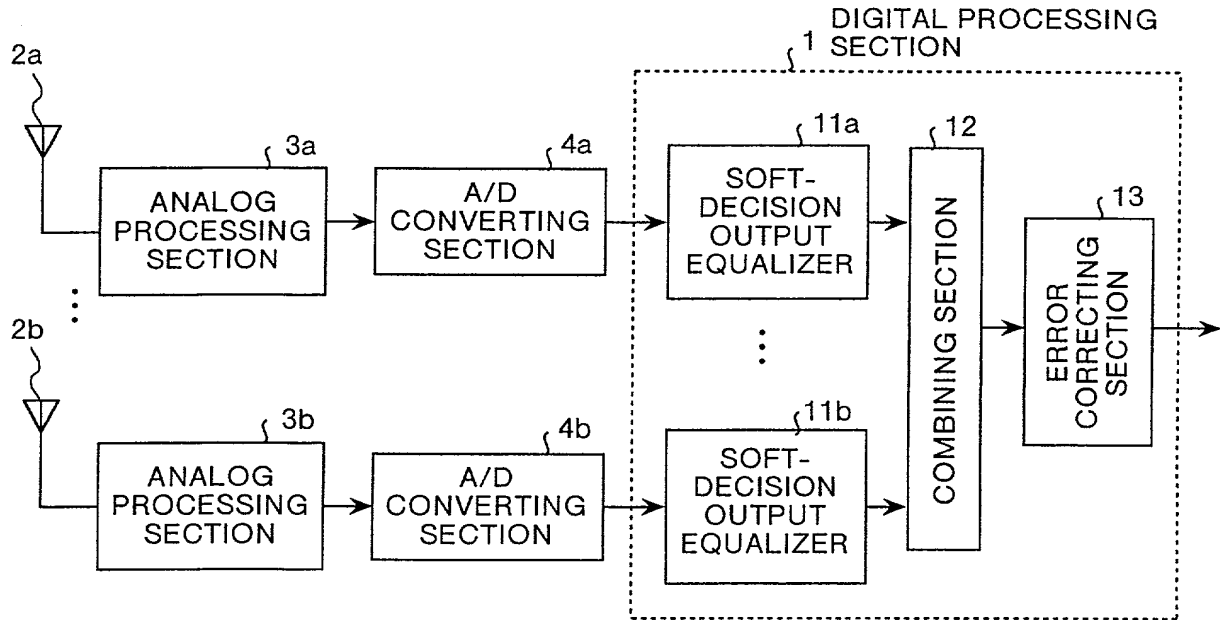 DIGITAL PROCESSING
SECTION
1
2a
3a
ANALOG
PROCESSING
SECTION
4a
A/D
CONVERTING
SECTION
11a
SOFT-
DECISION
OUTPUT
EQUALIZER
12
COMBINING SECTION
13
ERROR
CORRECTING
SECTION
2b
3b
ANALOG
PROCESSING
SECTION
4b
A/D
CONVERTING
SECTION
11b
SOFT-
DECISION
OUTPUT
EQUALIZER